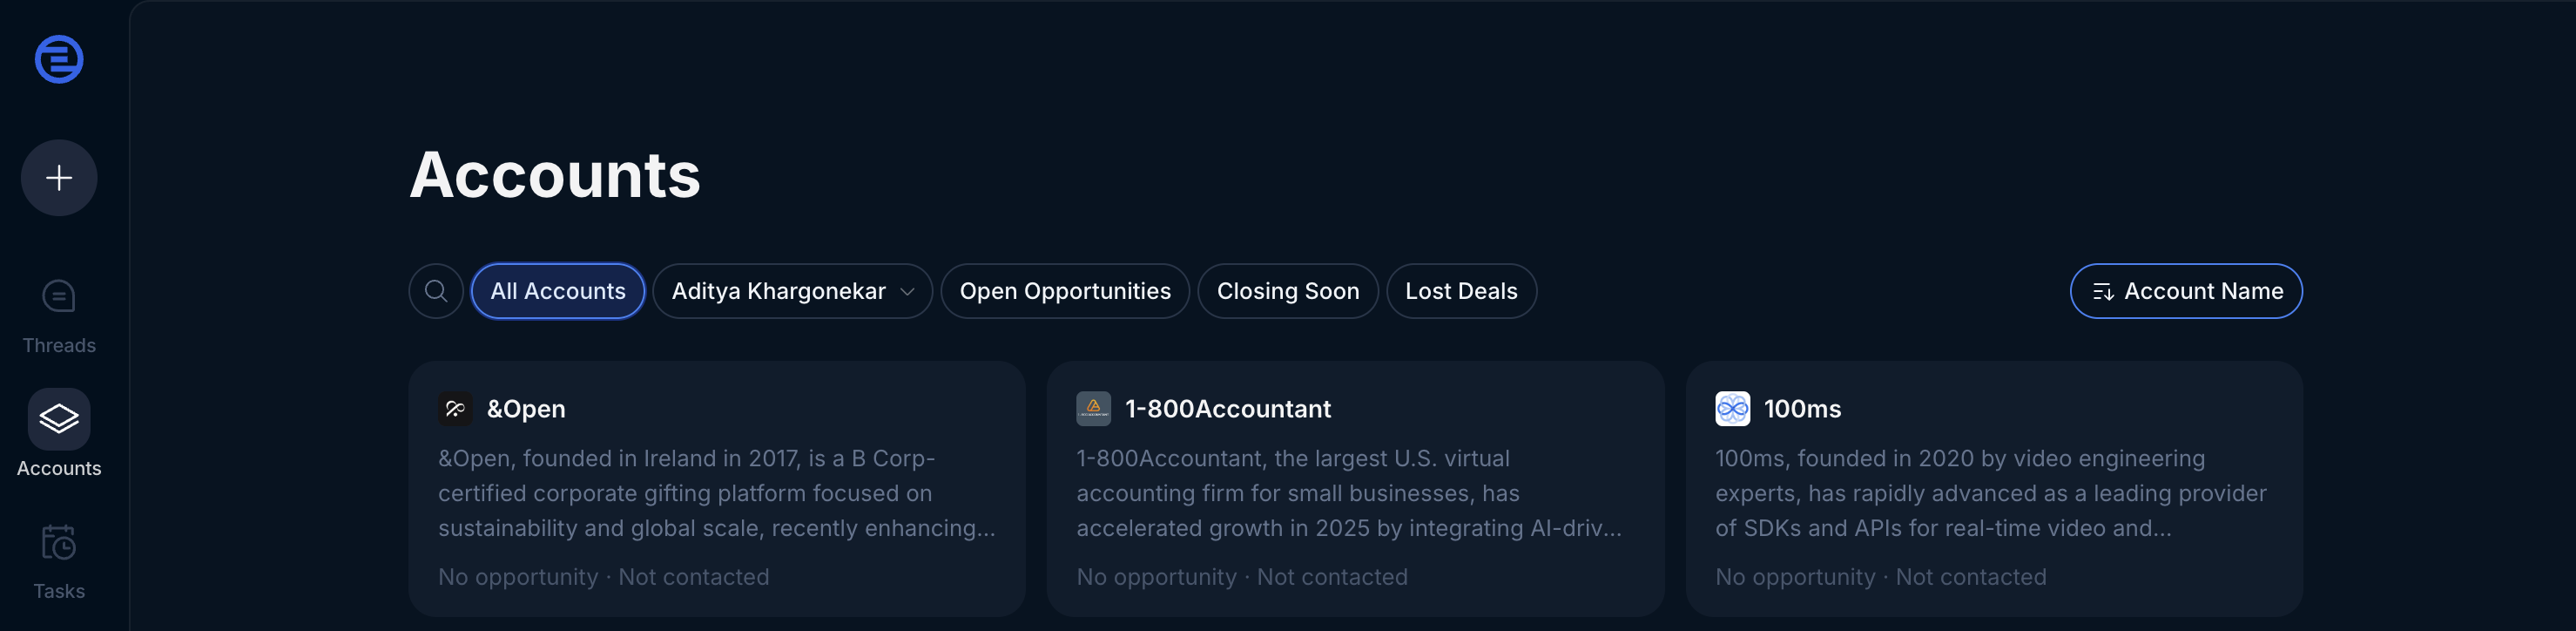 Accounts
All Accounts
Aditya Khargonekar
Open Opportunities
Closing Soon
Lost Deals
Account Name
Threads
Accounts
Tasks
&Open
&Open, founded in Ireland in 2017, is a B Corp-
certified corporate gifting platform focused on
sustainability and global scale, recently enhancing...
No opportunity · Not contacted
1-800Accountant
1-800Accountant, the largest U.S. virtual
accounting firm for small businesses, has
accelerated growth in 2025 by integrating AI-driv...
No opportunity · Not contacted
100ms
100ms, founded in 2020 by video engineering
experts, has rapidly advanced as a leading provider
of SDKs and APIs for real-time video and...
No opportunity · Not contacted